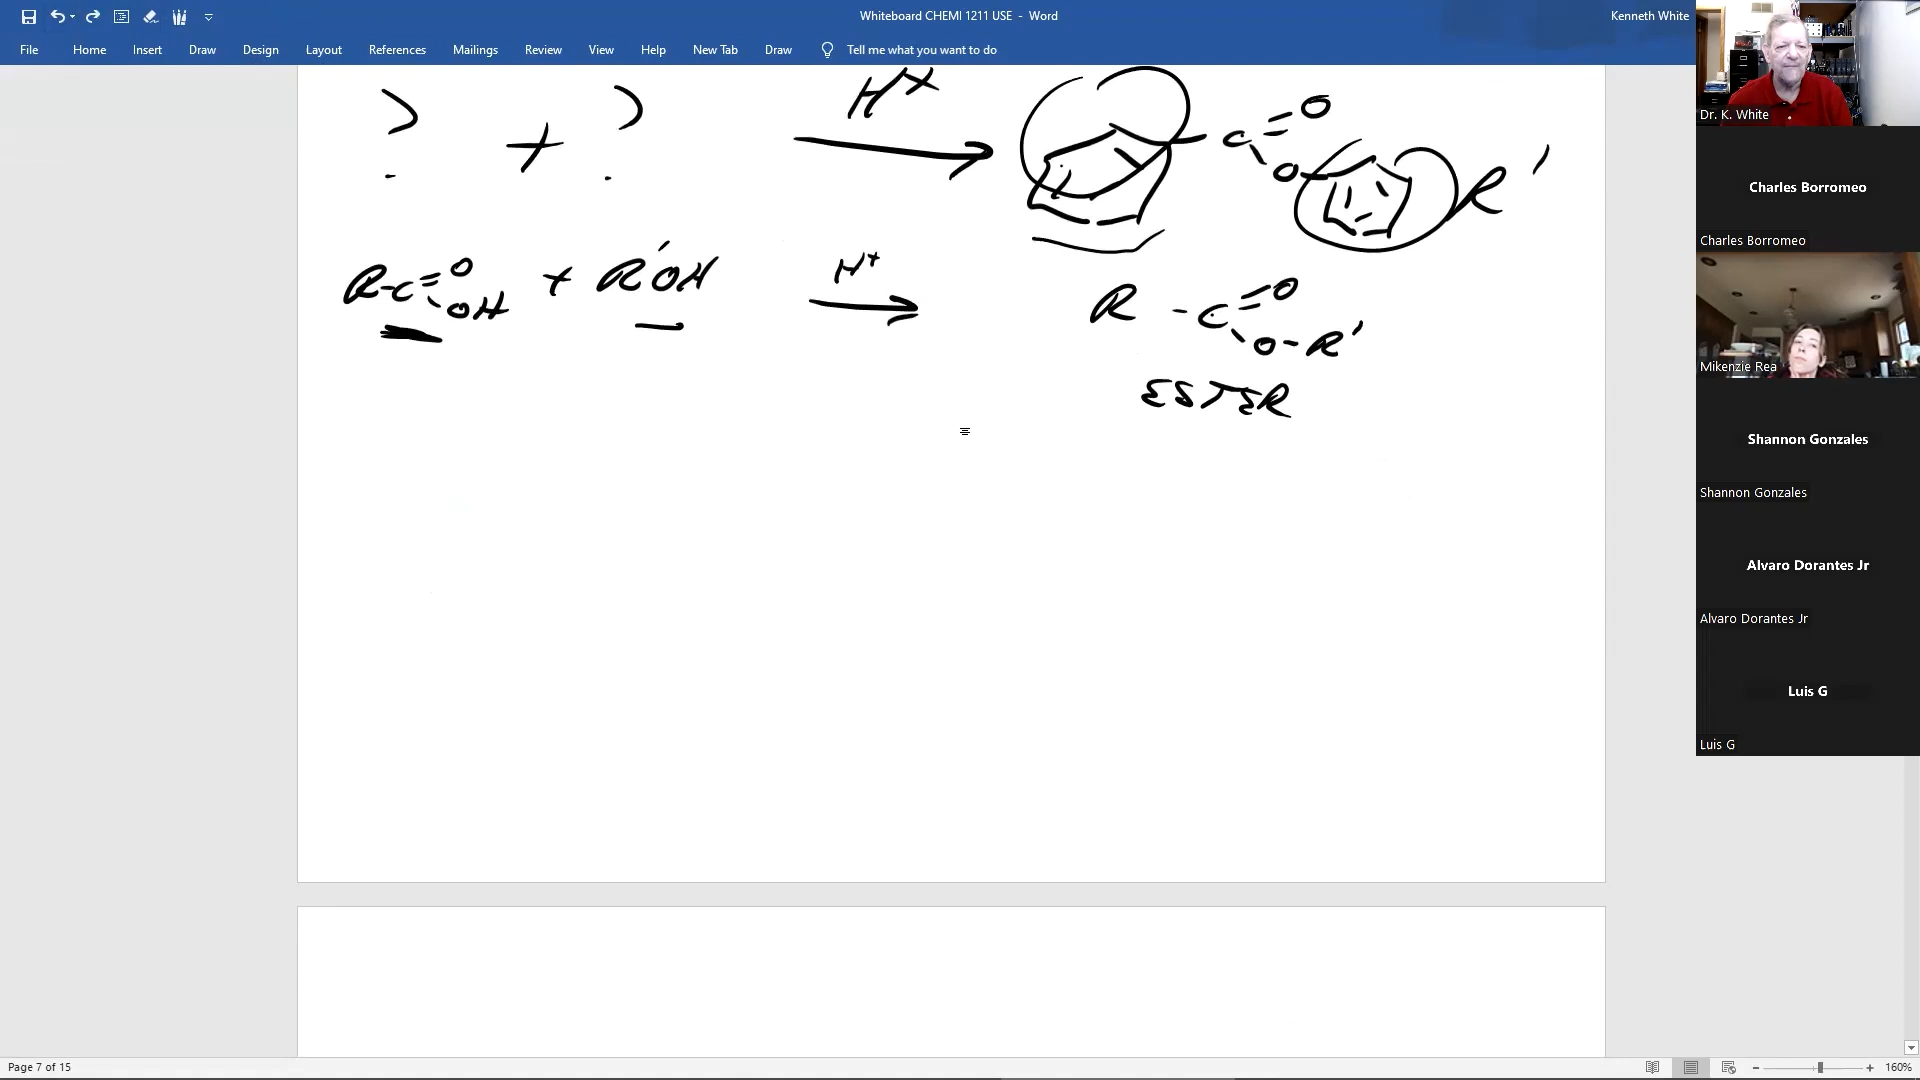 Whiteboard CHEMI 1211 USE - Word
Kenneth White
File Home Insert Draw Design Layout References Mailings Review View Help New Tab Draw Tell me what you want to do
? + ? H+ C = O
O R'
R-C = O OH + R'OH H+ R - C = O O - R'
ESTER
Dr. K. White
Charles Borromeo
Charles Borromeo
Mikenzie Rea
Shannon Gonzales
Shannon Gonzales
Alvaro Dorantes Jr
Alvaro Dorantes Jr
Luis G
Luis G
Page 7 of 15
160%